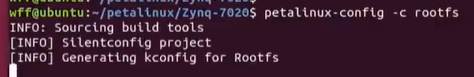 wff@ubuntu:~/petalinux/Zynq-7020$ petalinux-config -c rootfs
INFO: Sourcing build tools
[INFO] Silentconfig project
[INFO] Generating kconfig for Rootfs